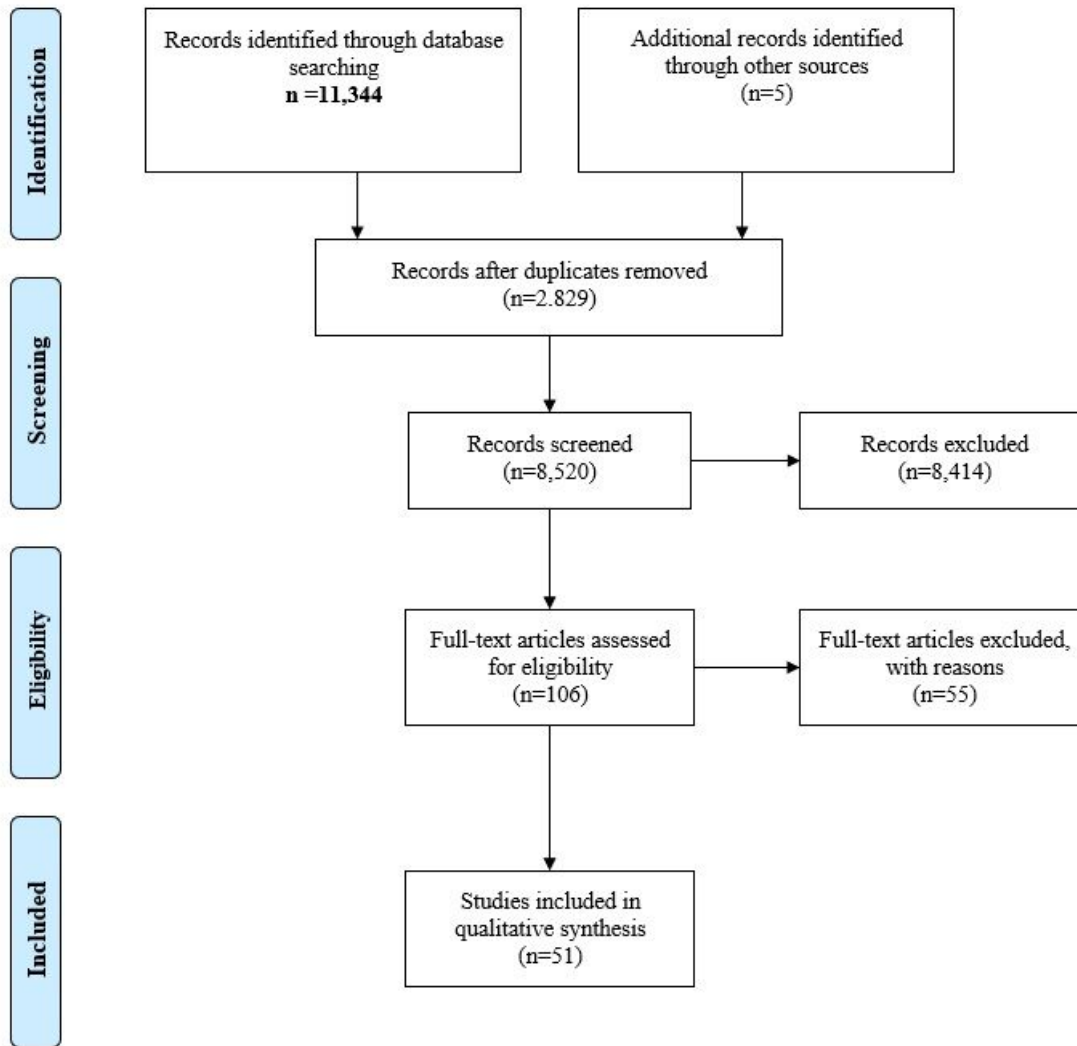 Identification
Records identified through database
searching
n =11,344
Additional records identified
through other sources
(n=5)
Screening
Records after duplicates removed
(n=2.829)
Records screened
(n=8,520)
Records excluded
(n=8,414)
Eligibility
Full-text articles assessed
for eligibility
(n=106)
Full-text articles excluded,
with reasons
(n=55)
Included
Studies included in
qualitative synthesis
(n=51)